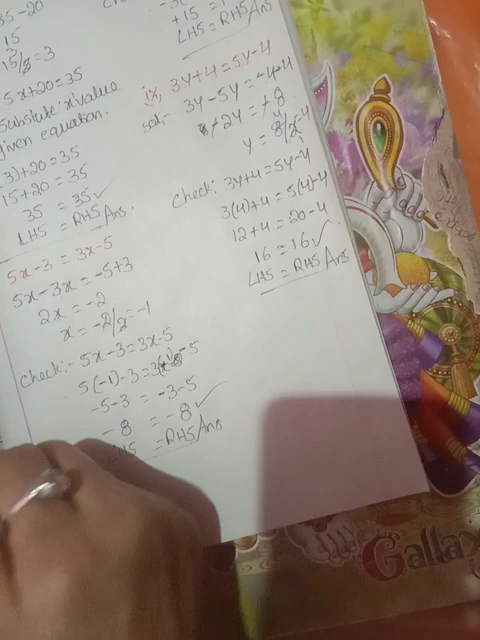 35-20
15
15/5 = 3
5x+20=35
Substute 'x' value
given equation.
3)+20=35
15+20=35
35 = 35 ✓
LHS = RHS Ans.
5x-3 = 3x-5
5x-3x = -5+3
2x = -2
x = -2/2 = -1
Check:- 5x-3=3x-5
5(-1)-3=3(-1)-5
-5-3 = -3-5
-8 = -8 ✓
LHS = RHS Ans
+15 = 1
LHS = RHS Ans
ix, 3y+4=5y-4
sol:- 3y-5y=-4-4
-2y = -8
y = 8/2 4
Check: 3y+4=5y-4
3(4)+4=5(4)-4
12+4 = 20-4
16 = 16 ✓
LHS = RHS Ans
Galla